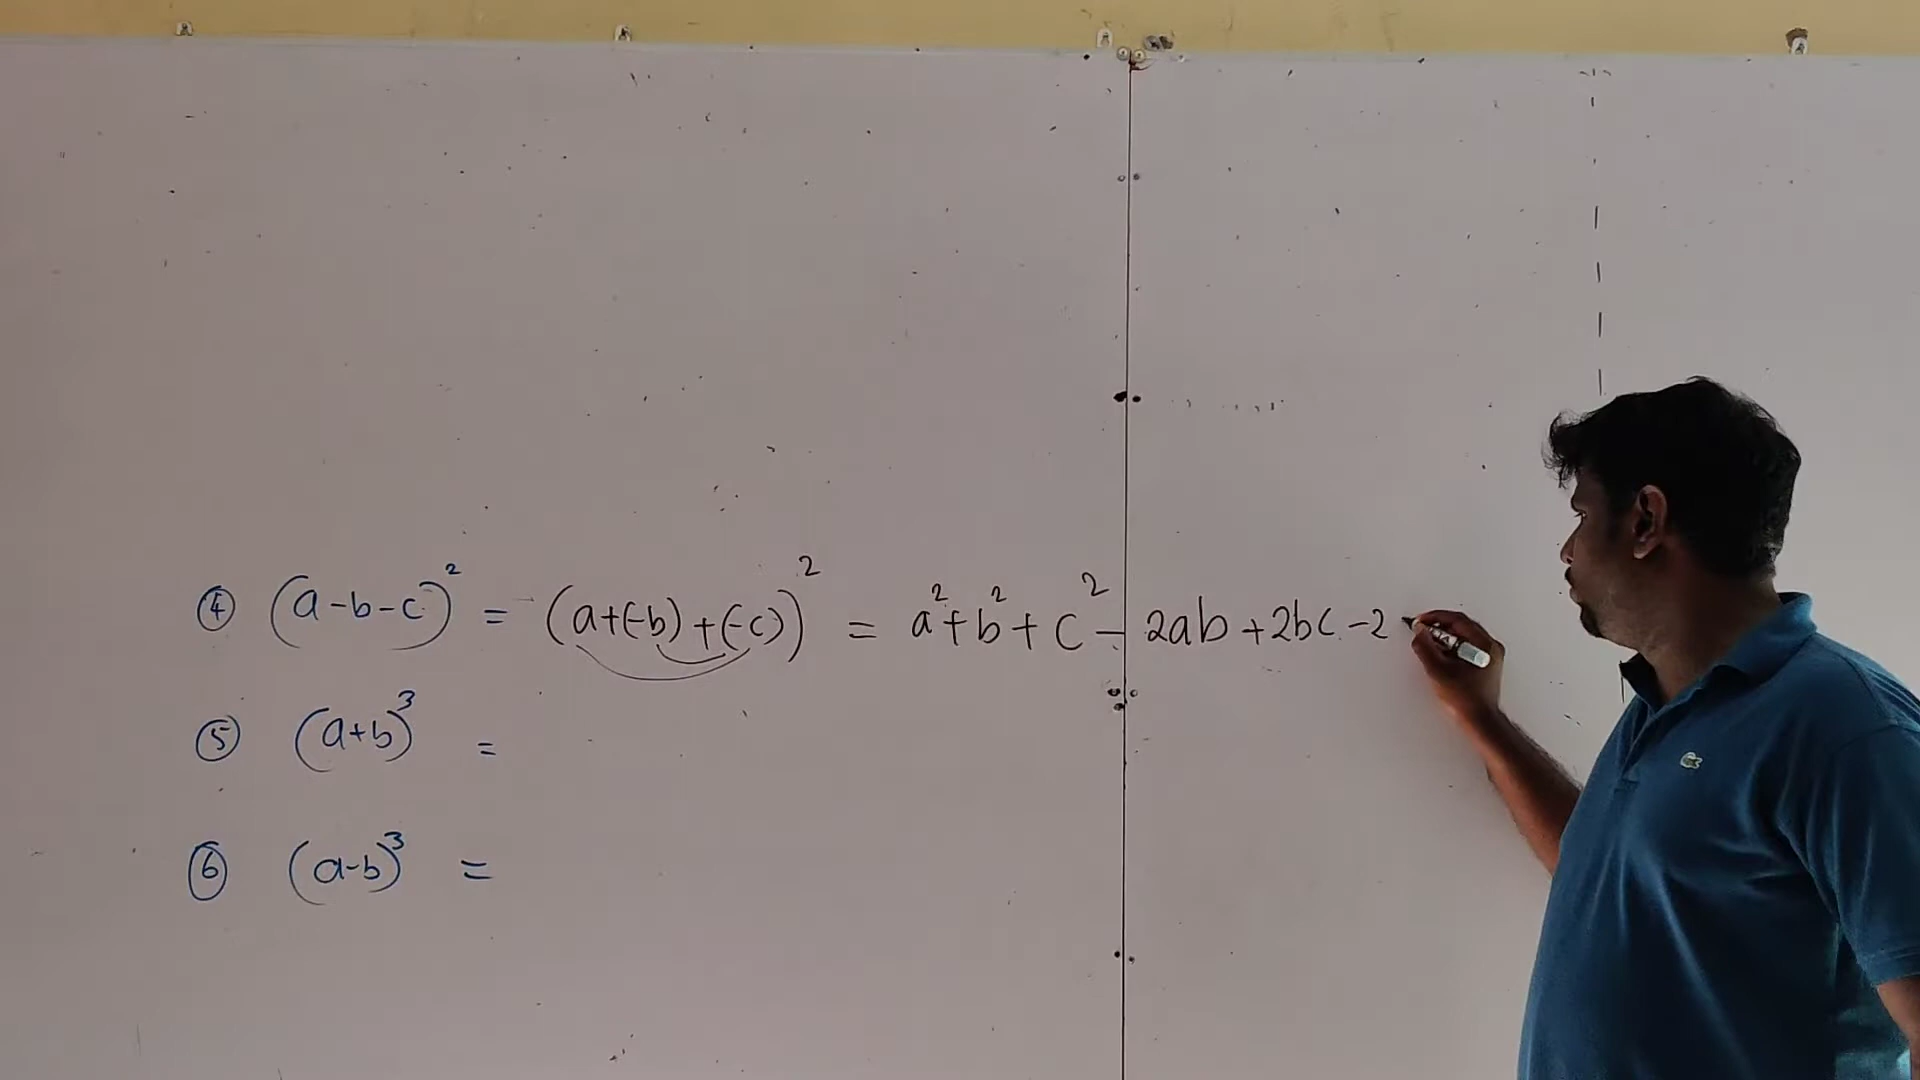 ④ (a-b-c)² = (a+(-b)+(-c))² = a²+b²+c²-2ab+2bc-2
⑤ (a+b)³ =
⑥ (a-b)³ =